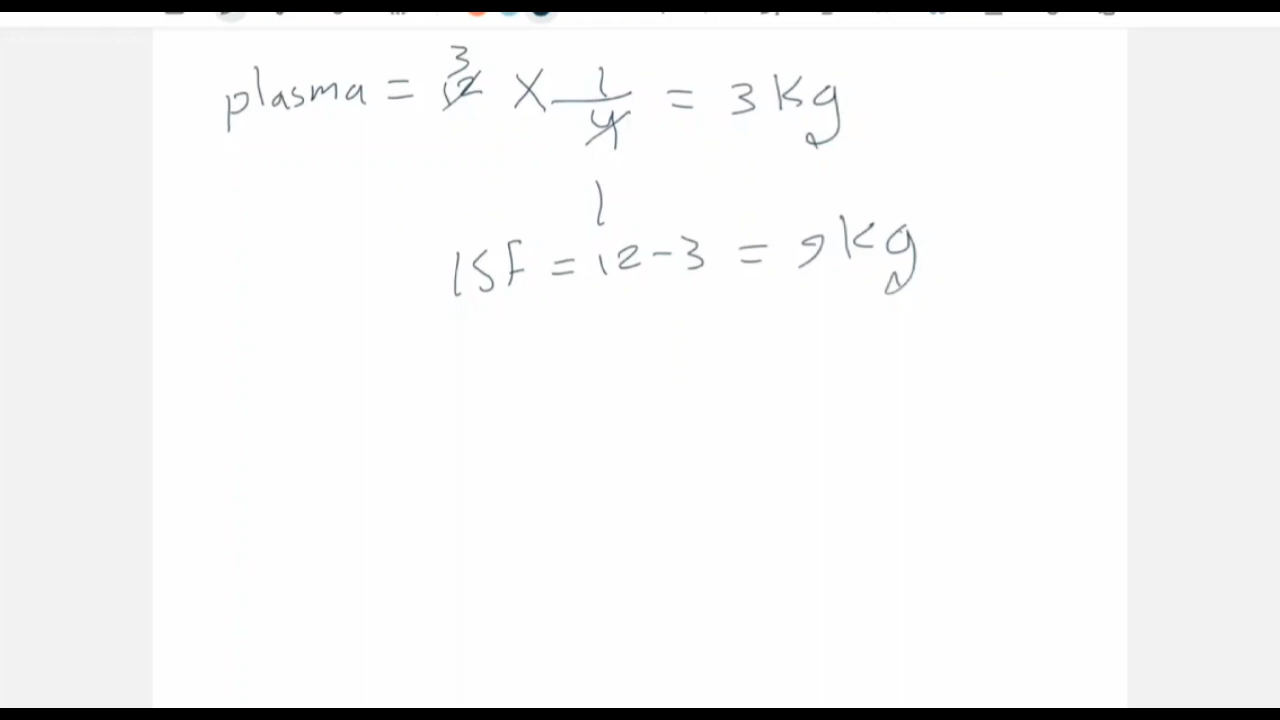 plasma = 12 3 × 1/4 = 3 Kg
1
ISF = 12 - 3 = 9 Kg